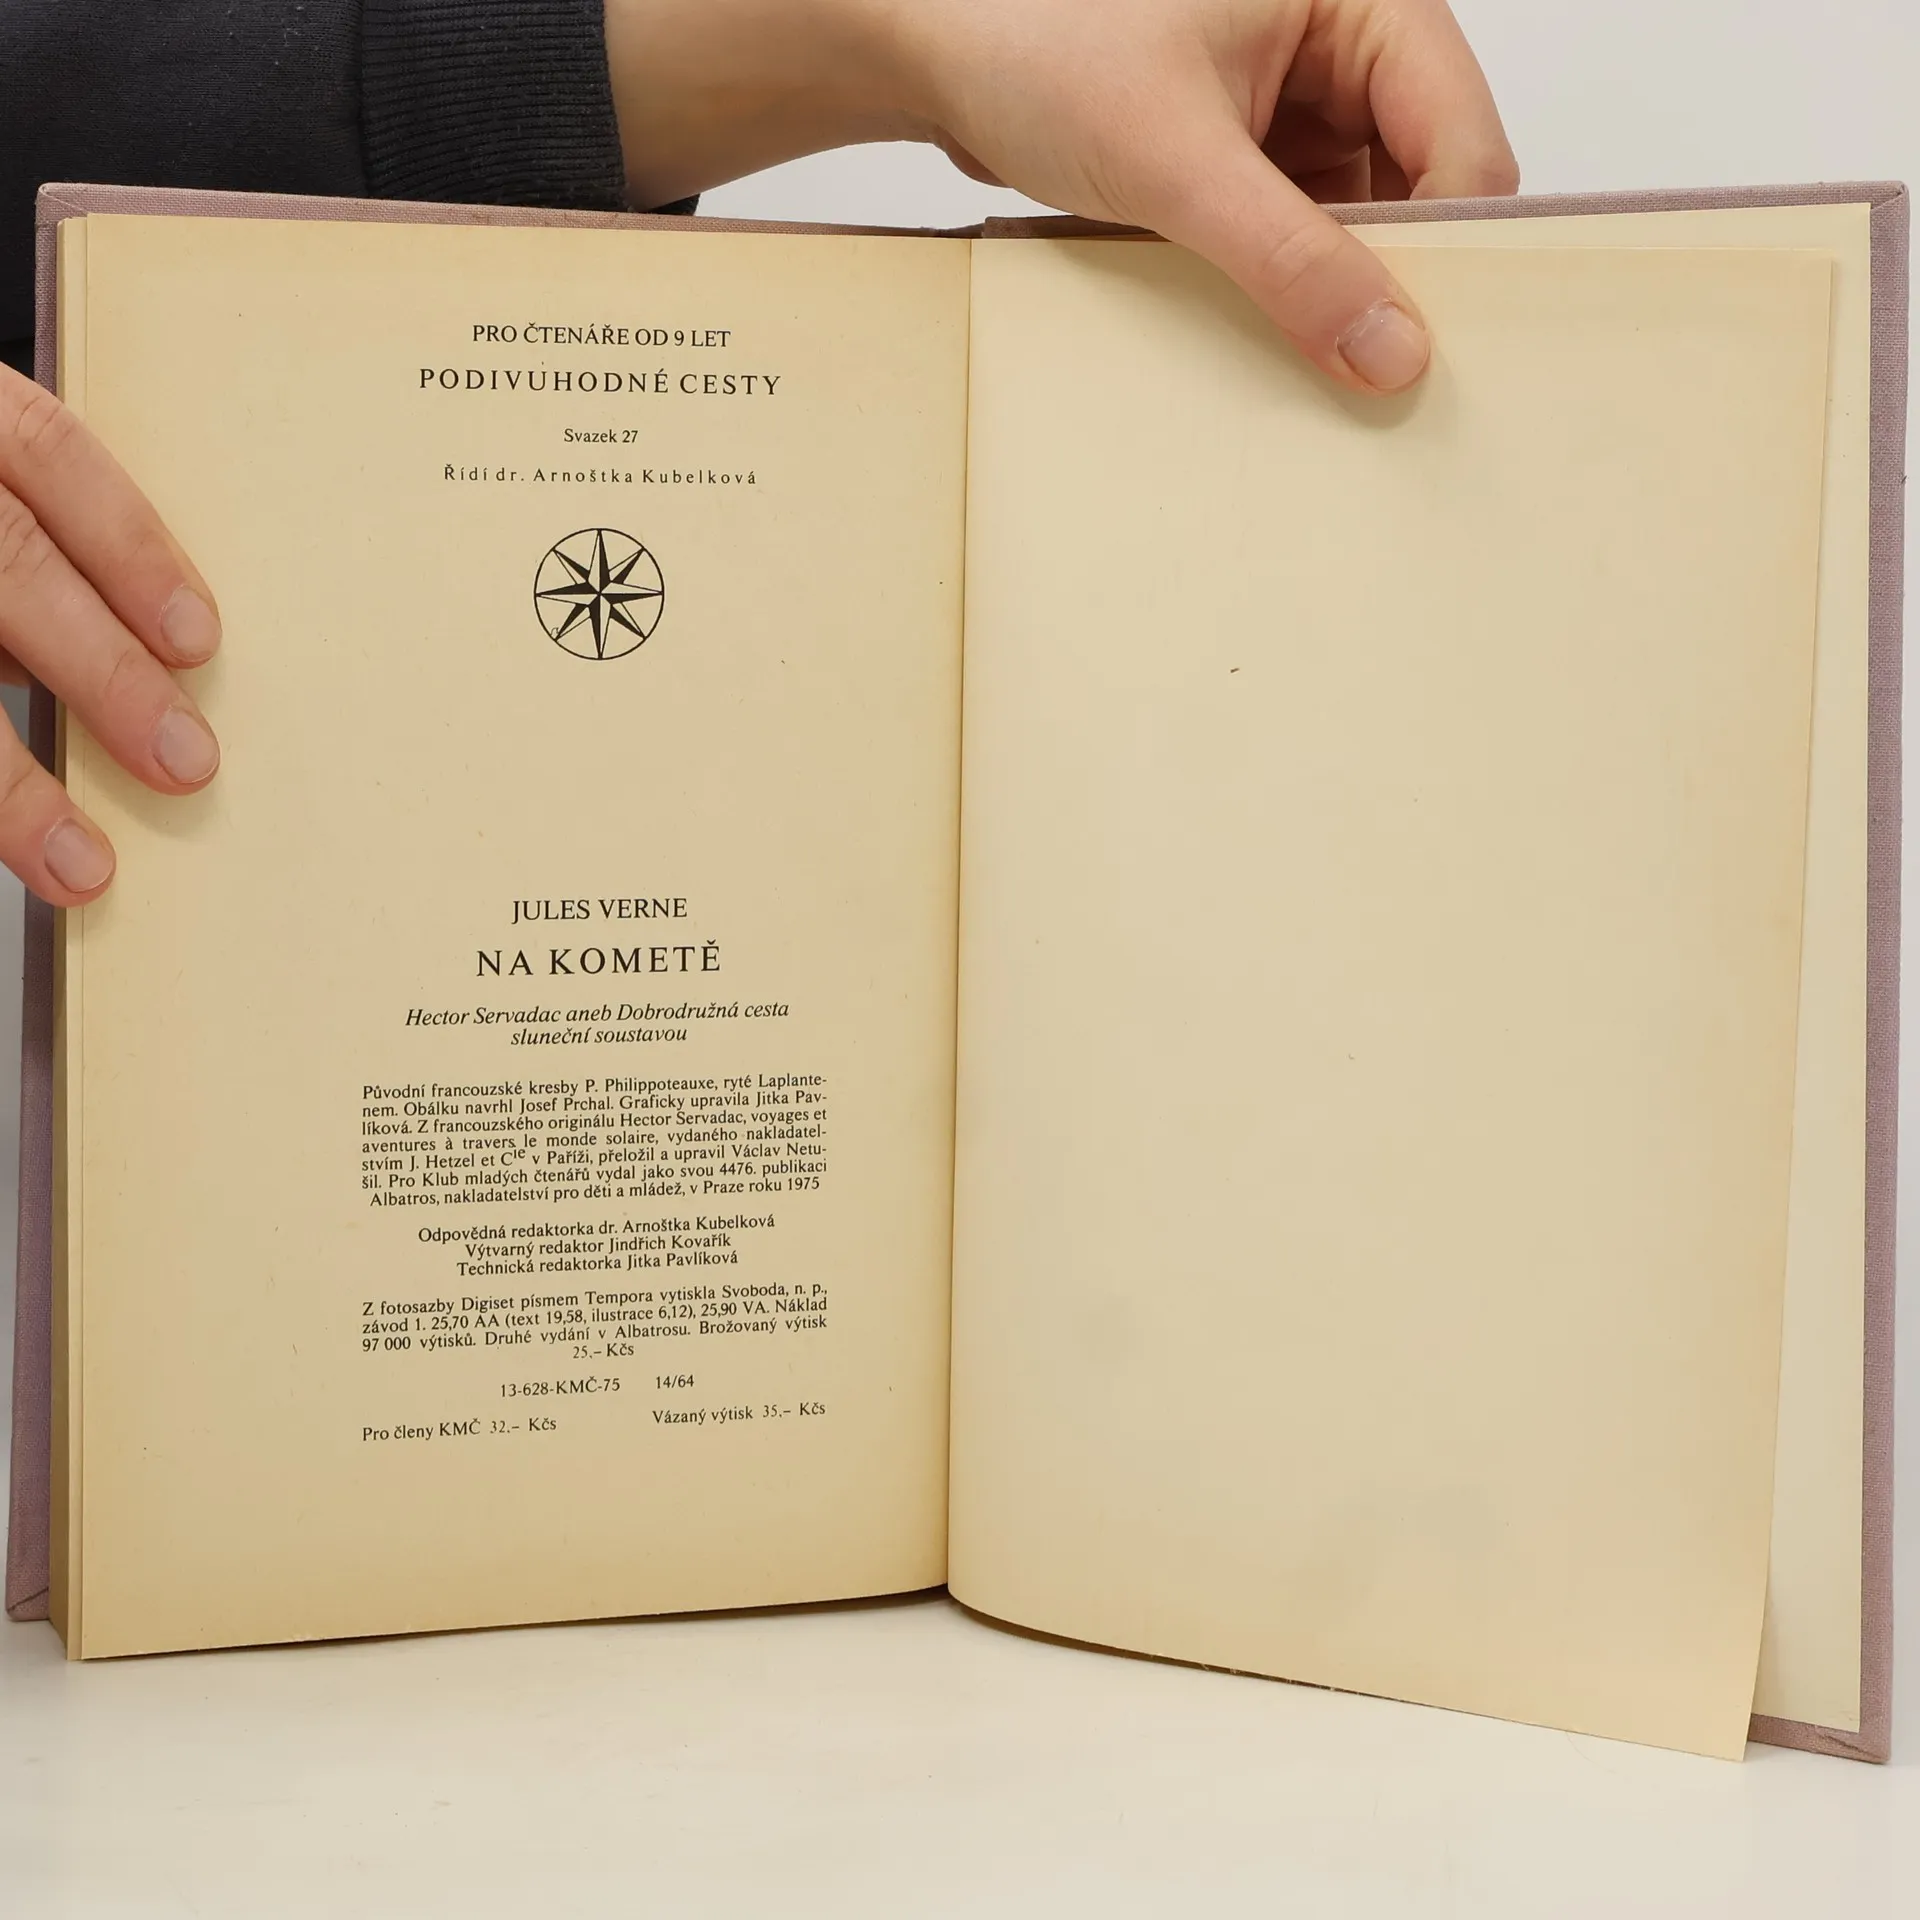 PRO ČTENÁŘE OD 9 LET
PODIVUHODNÉ CESTY
Svazek 27
Řídí dr. Arnoštka Kubelková
JULES VERNE
NA KOMETĚ
Hector Servadac aneb Dobrodružná cesta
sluneční soustavou
Původní francouzské kresby P. Philippoteauxe, ryté Laplante-
nem. Obálku navrhl Josef Prchal. Graficky upravila Jitka Pav-
líková. Z francouzského originálu Hector Servadac, voyages et
aventures à travers le monde solaire, vydaného nakladatel-
stvím J. Hetzel et Cie v Paříži, přeložil a upravil Václav Netu-
šil. Pro Klub mladých čtenářů vydal jako svou 4476. publikaci
Albatros, nakladatelství pro děti a mládež, v Praze roku 1975
Odpovědná redaktorka dr. Arnoštka Kubelková
Výtvarný redaktor Jindřich Kovařík
Technická redaktorka Jitka Pavlíková
Z fotosazby Digiset písmem Tempora vytiskla Svoboda, n. p.,
závod 1. 25,70 AA (text 19,58, ilustrace 6,12), 25,90 VA. Náklad
97 000 výtisků. Druhé vydání v Albatrosu. Brožovaný výtisk
25,– Kčs
13-628-KMČ-75 14/64
Pro členy KMČ 32,– Kčs Vázaný výtisk 35,– Kčs